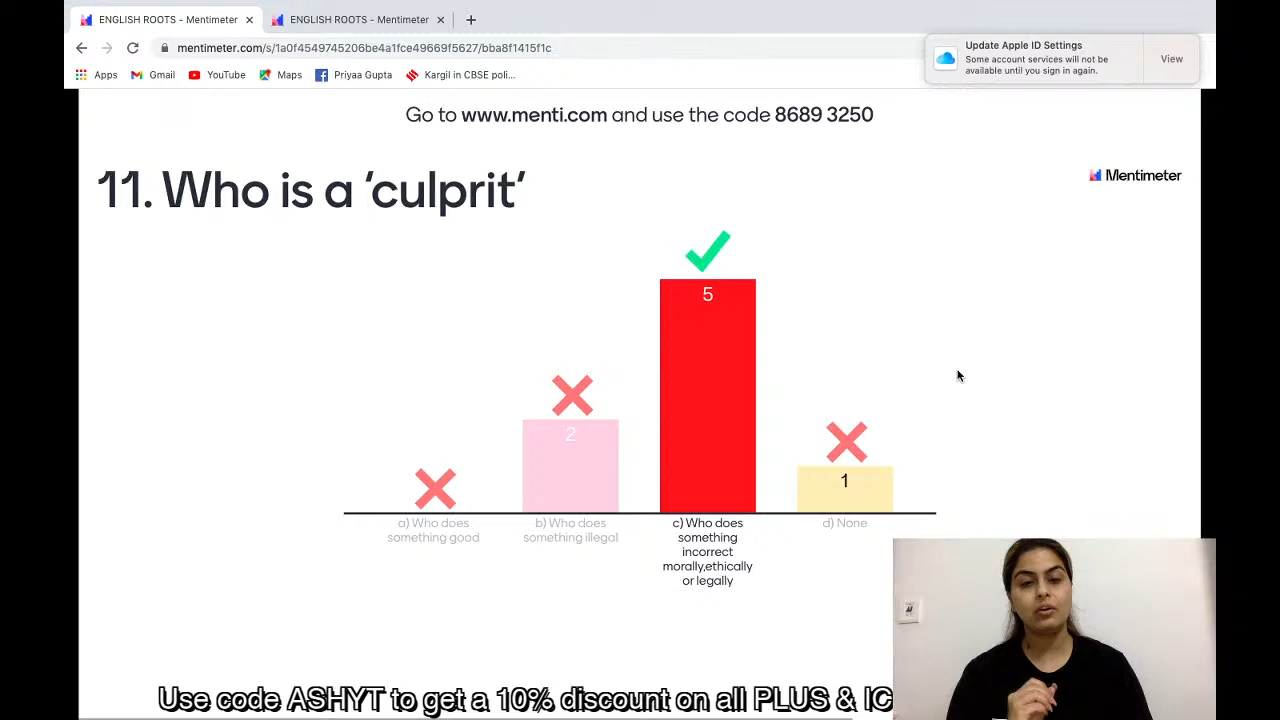 ENGLISH ROOTS - Mentimeter
ENGLISH ROOTS - Mentimeter
mentimeter.com/s/1a0f4549745206be4a1fce49669f5627/bba8f1415f1c
Apps
Gmail
YouTube
Maps
Priyaa Gupta
Kargil in CBSE poli...
Update Apple ID Settings
Some account services will not be
available until you sign in again.
View
Go to www.menti.com and use the code 8689 3250
11. Who is a ‘culprit’
Mentimeter
5
2
1
a) Who does
something good
b) Who does
something illegal
c) Who does
something
incorrect
morally,ethically
or legally
d) None
Use code ASHYT to get a 10% discount on all PLUS & IC